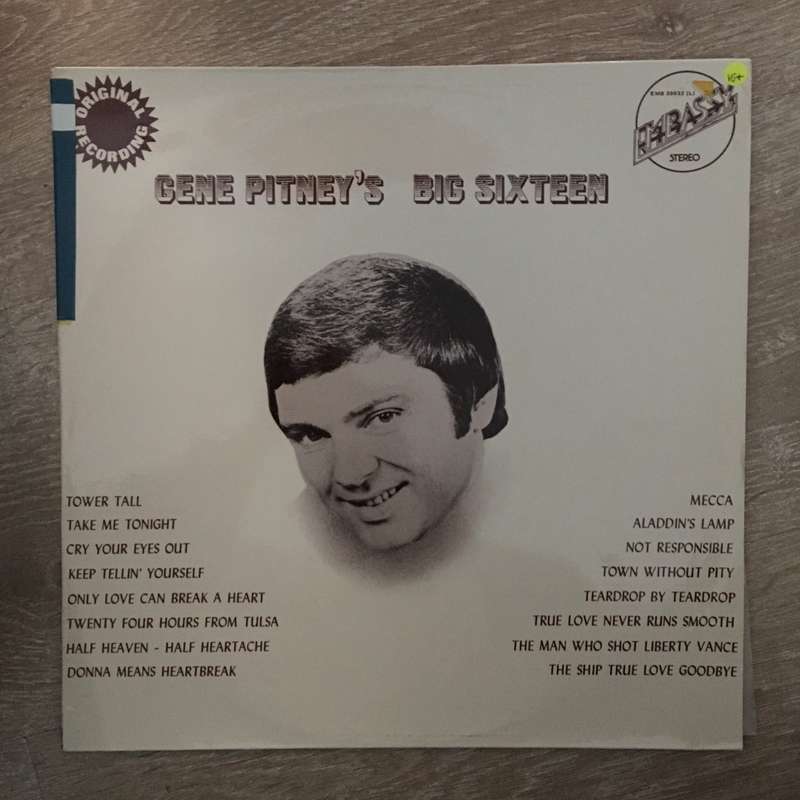 ORIGINAL
RECORDING
EMB
EMBASSY
STEREO
GENE PITNEY'S BIG SIXTEEN
TOWER TALL
TAKE ME TONIGHT
CRY YOUR EYES OUT
KEEP TELLIN' YOURSELF
ONLY LOVE CAN BREAK A HEART
TWENTY FOUR HOURS FROM TULSA
HALF HEAVEN - HALF HEARTACHE
DONNA MEANS HEARTBREAK
MECCA
ALADDIN'S LAMP
NOT RESPONSIBLE
TOWN WITHOUT PITY
TEARDROP BY TEARDROP
TRUE LOVE NEVER RUNS SMOOTH
THE MAN WHO SHOT LIBERTY VANCE
THE SHIP TRUE LOVE GOODBYE